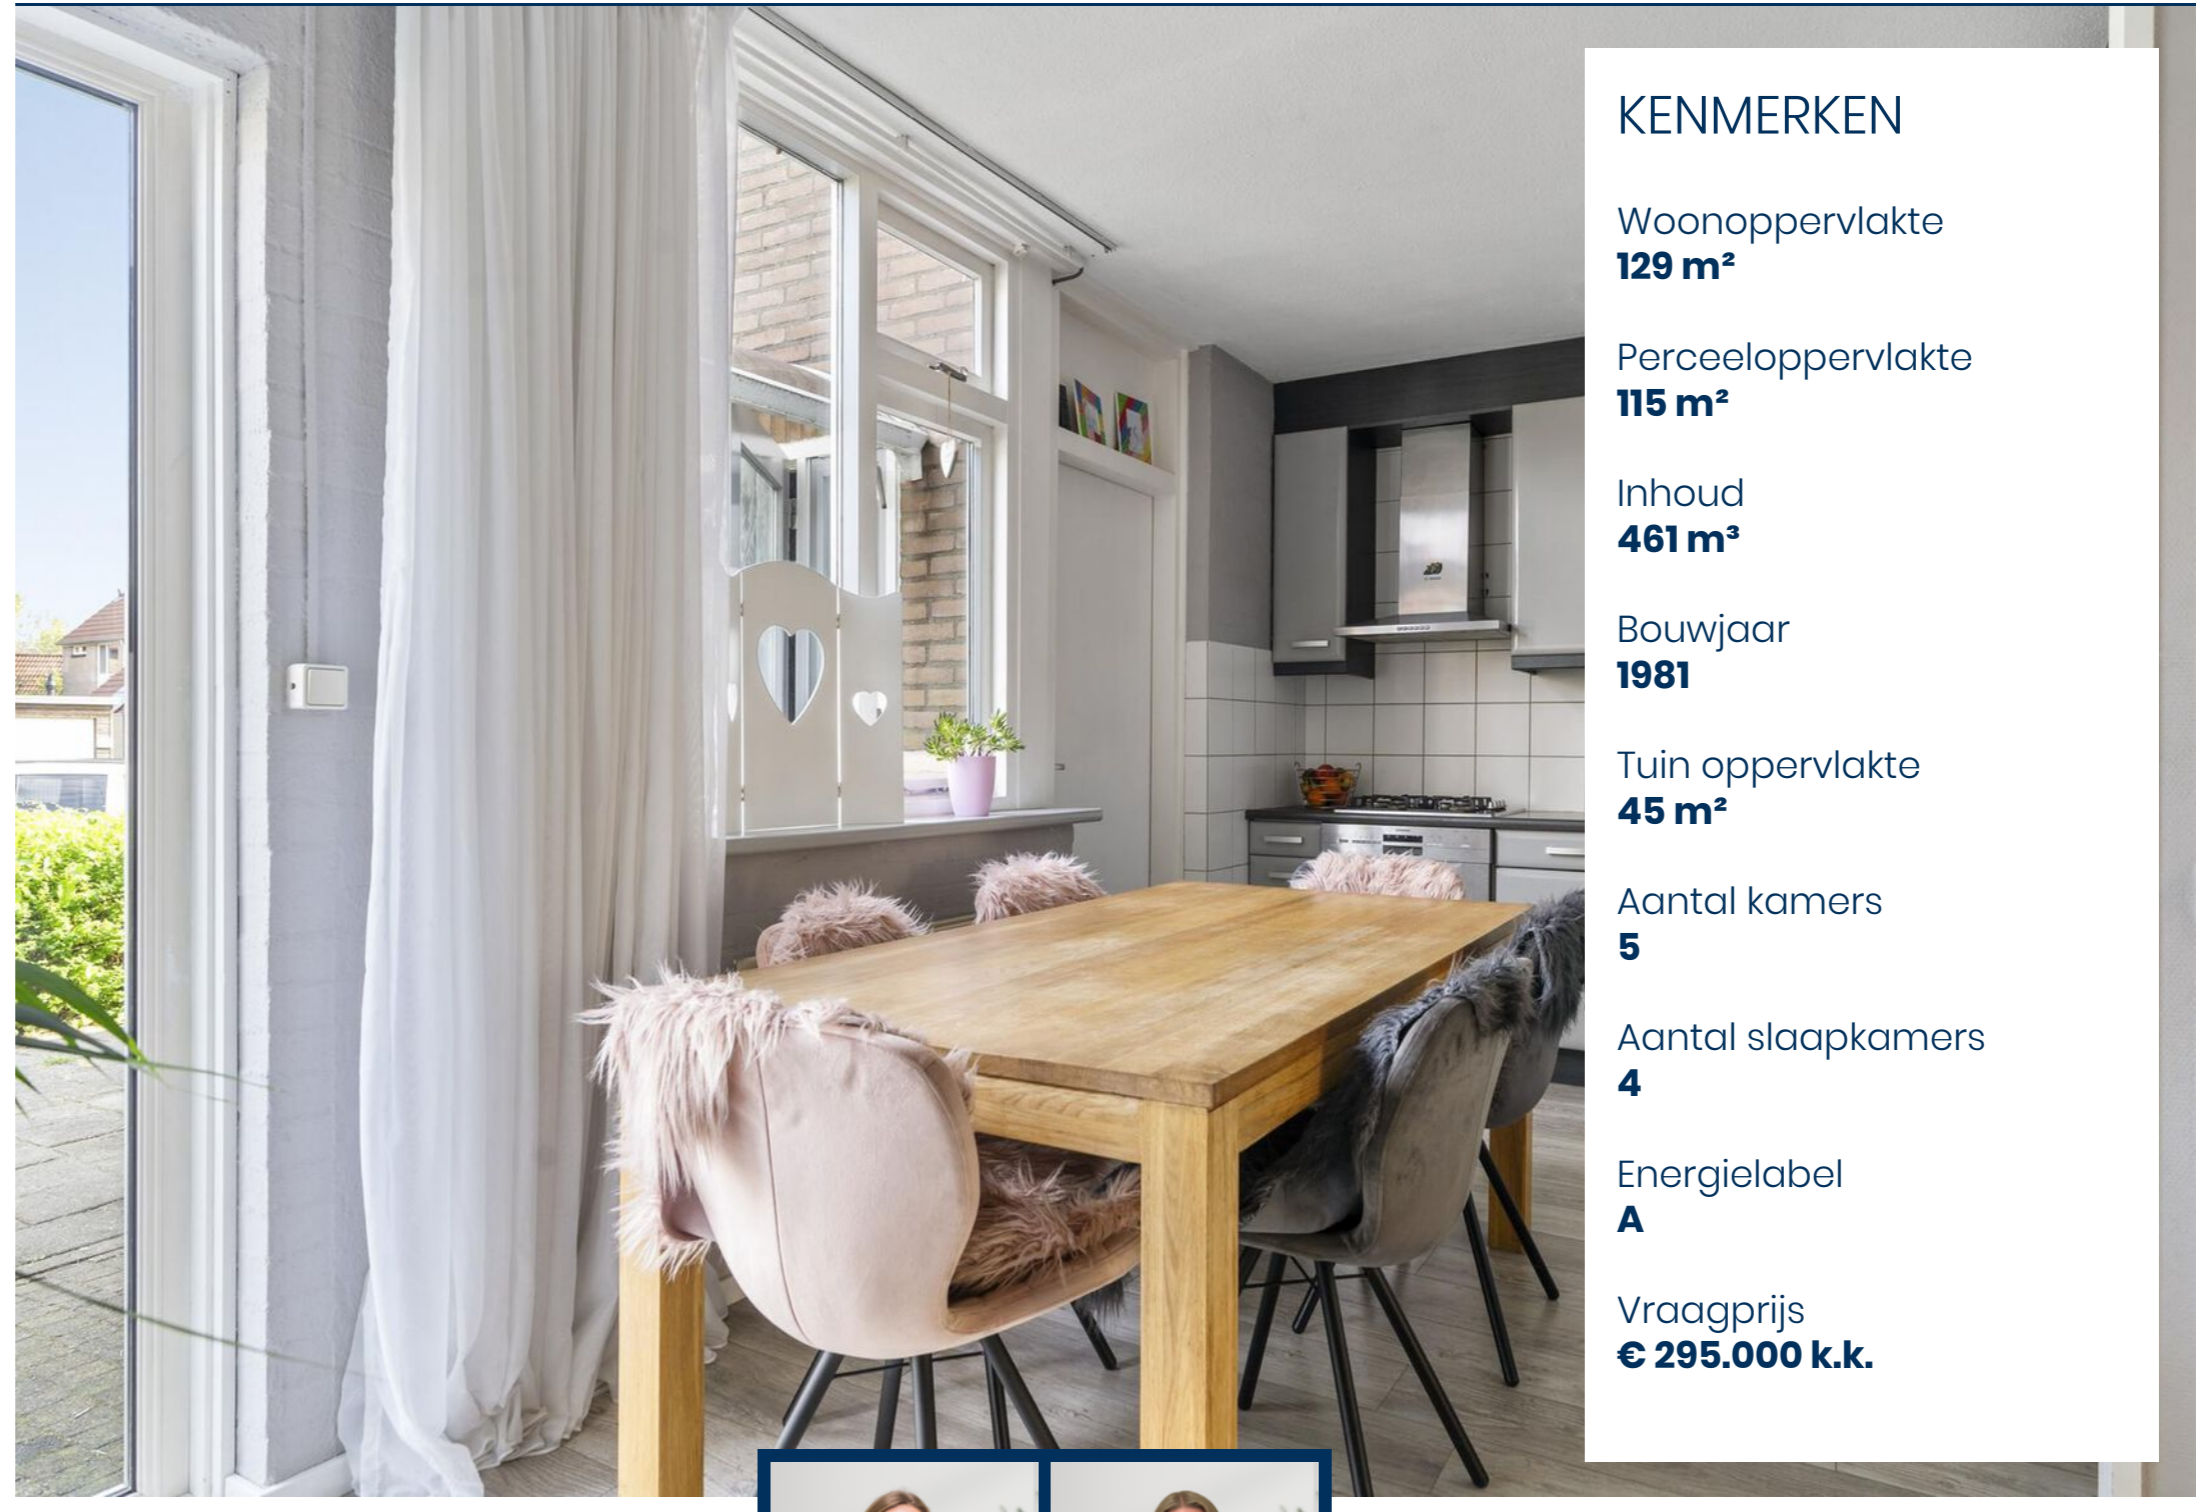 KENMERKEN
Woonoppervlakte
129 m²
Perceeloppervlakte
115 m²
Inhoud
461 m³
Bouwjaar
1981
Tuin oppervlakte
45 m²
Aantal kamers
5
Aantal slaapkamers
4
Energielabel
A
Vraagprijs
€ 295.000 k.k.